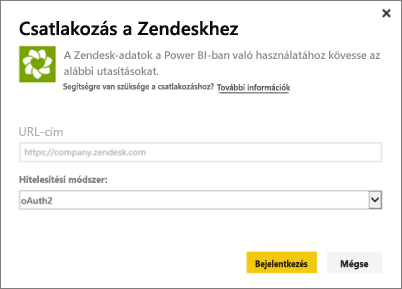 Csatlakozás a Zendeskhez
A Zendesk-adatok a Power BI-ban való használatához kövesse az
alábbi utasításokat.
Segítségre van szüksége a csatlakozáshoz? További információk
URL-cím
https://company.zendesk.com
Hitelesítési módszer:
oAuth2
Bejelentkezés Mégse